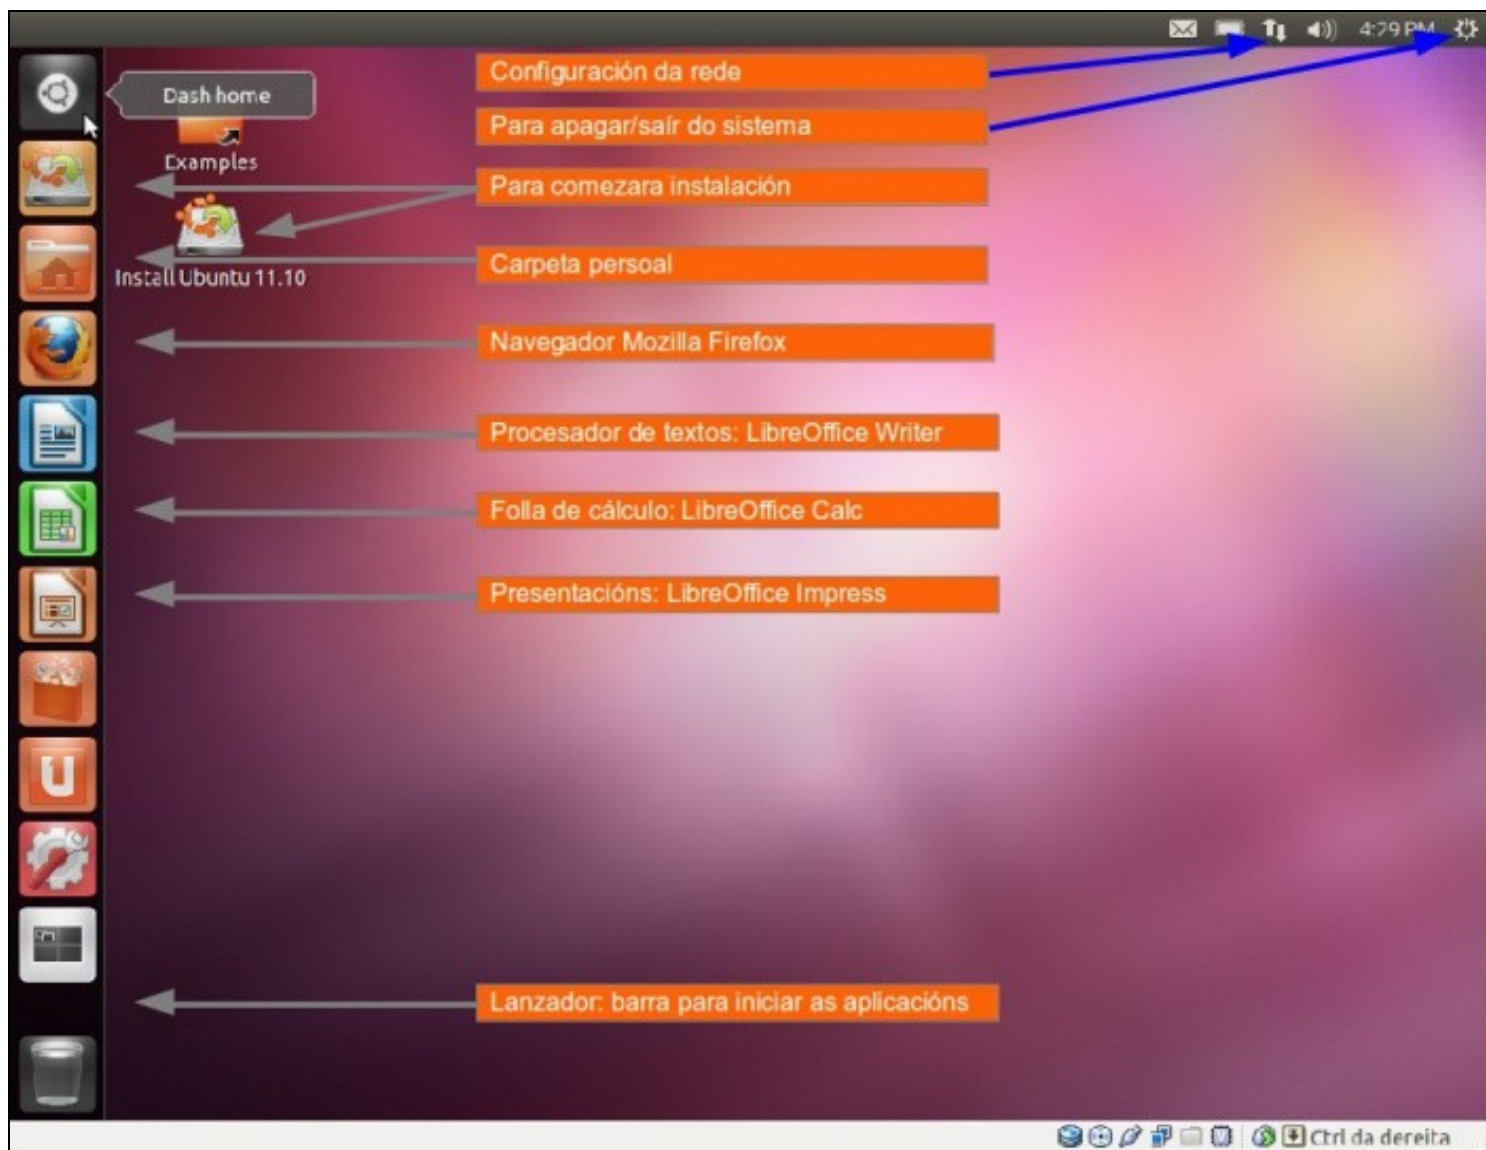 4:29 PM
Configuración da rede
Dash home
Para apagar/saír do sistema
Examples
Para comezara instalación
Carpeta persoal
Install Ubuntu 11.10
Navegador Mozilla Firefox
Procesador de textos: LibreOffice Writer
Folla de cálculo: LibreOffice Calc
Presentacións: LibreOffice Impress
U
Lanzador: barra para iniciar as aplicacións
Ctrl da dereita